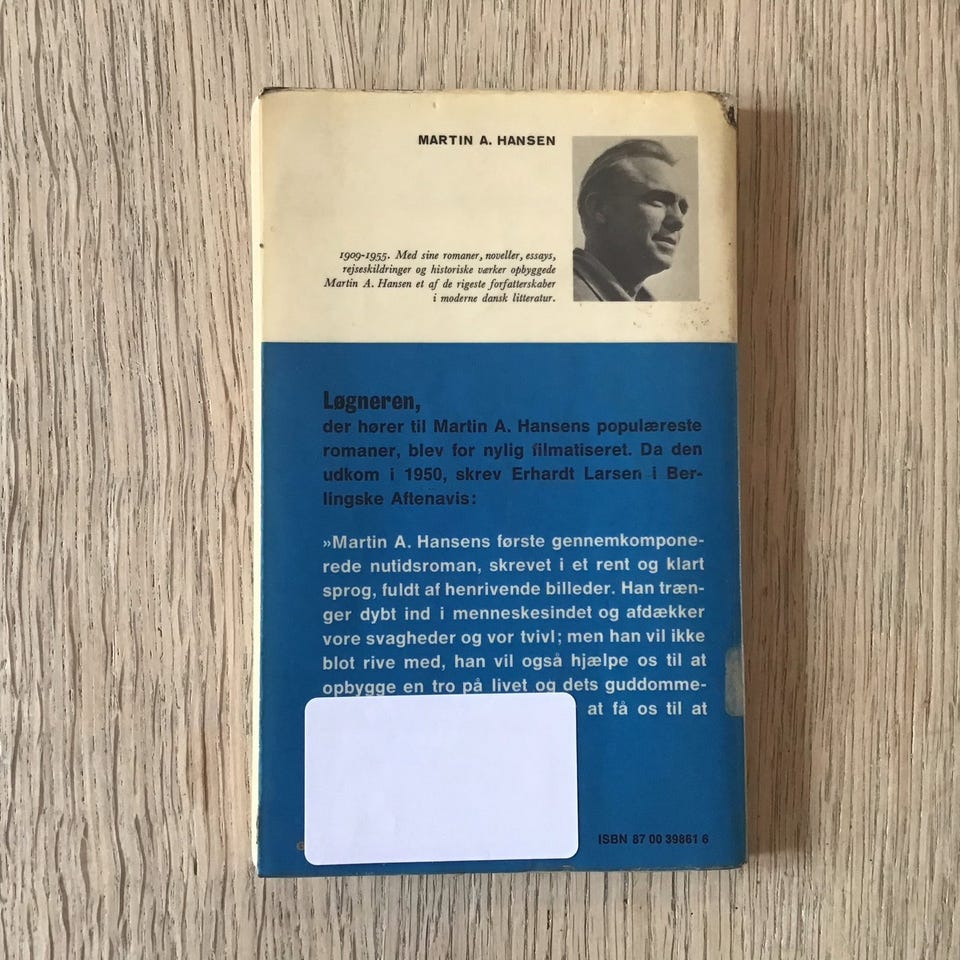 MARTIN A. HANSEN
1909-1955. Med sine romaner, noveller, essays,
rejseskildringer og historiske værker opbyggede
Martin A. Hansen et af de rigeste forfatterskaber
i moderne dansk litteratur.
Løgneren,
der hører til Martin A. Hansens populæreste
romaner, blev for nylig filmatiseret. Da den
udkom i 1950, skrev Erhardt Larsen i Ber-
lingske Aftenavis:
»Martin A. Hansens første gennemkompone-
rede nutidsroman, skrevet i et rent og klart
sprog, fuldt af henrivende billeder. Han træn-
ger dybt ind i menneskesindet og afdækker
vore svagheder og vor tvivl; men han vil ikke
blot rive med, han vil også hjælpe os til at
opbygge en tro på livet og dets guddomme-
at få os til at
ISBN 87 00 39861 6